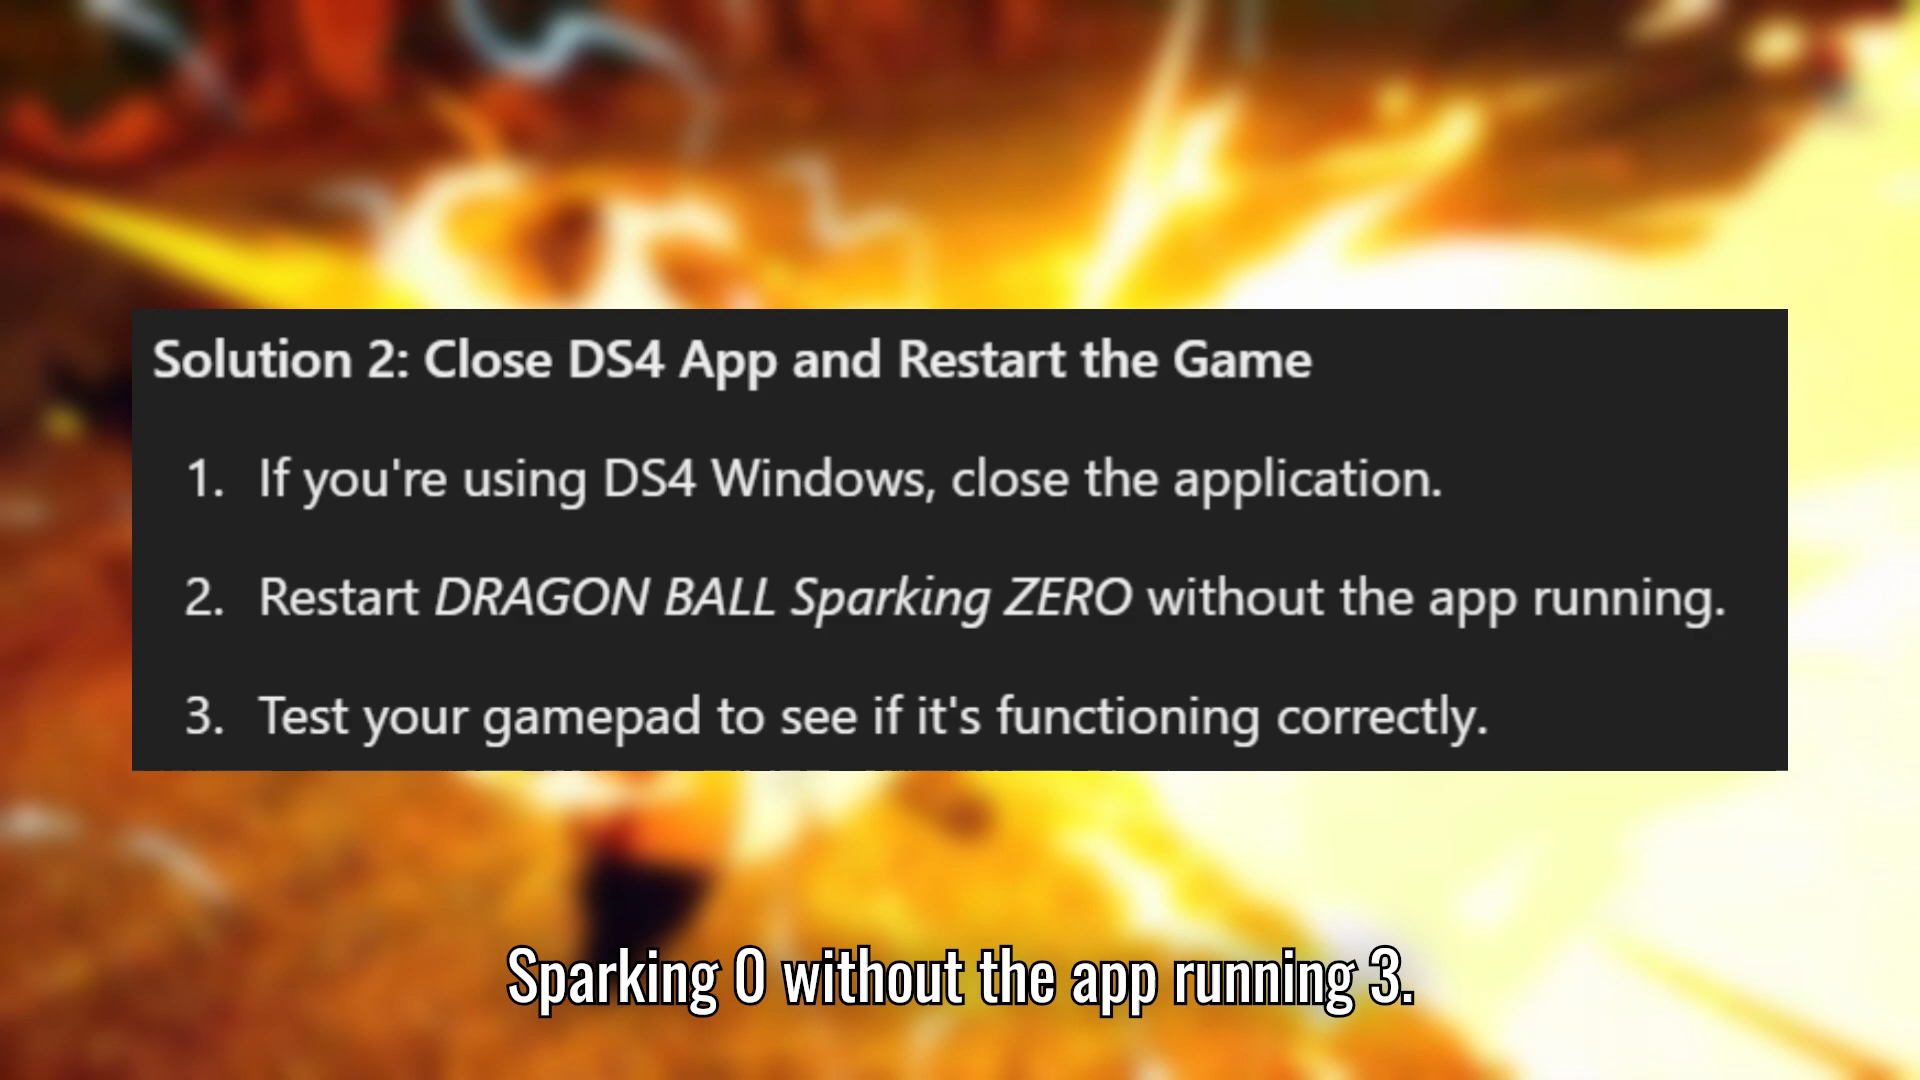 Solution 2: Close DS4 App and Restart the Game
1. If you're using DS4 Windows, close the application.
2. Restart DRAGON BALL Sparking ZERO without the app running.
3. Test your gamepad to see if it's functioning correctly.
Sparking 0 without the app running 3.